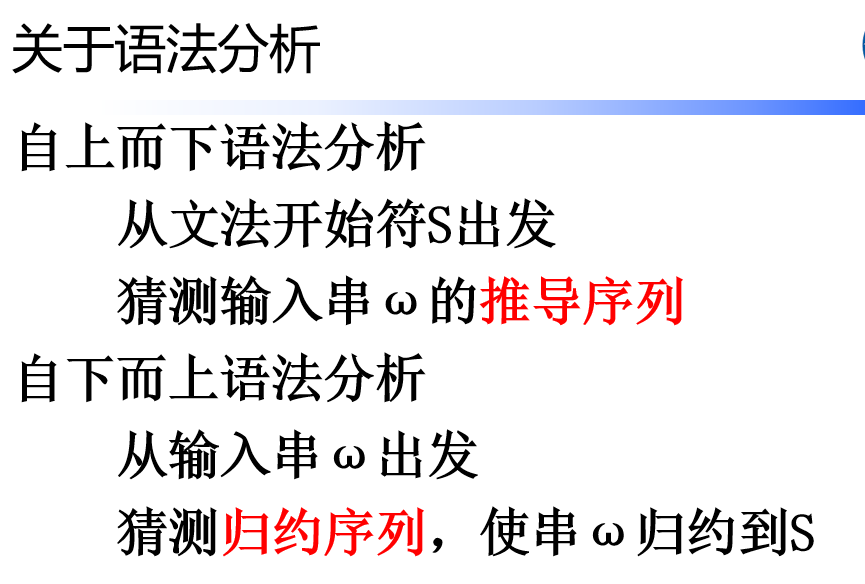 关于语法分析
自上而下语法分析
从文法开始符S出发
猜测输入串ω的推导序列
自下而上语法分析
从输入串ω出发
猜测归约序列，使串ω归约到S